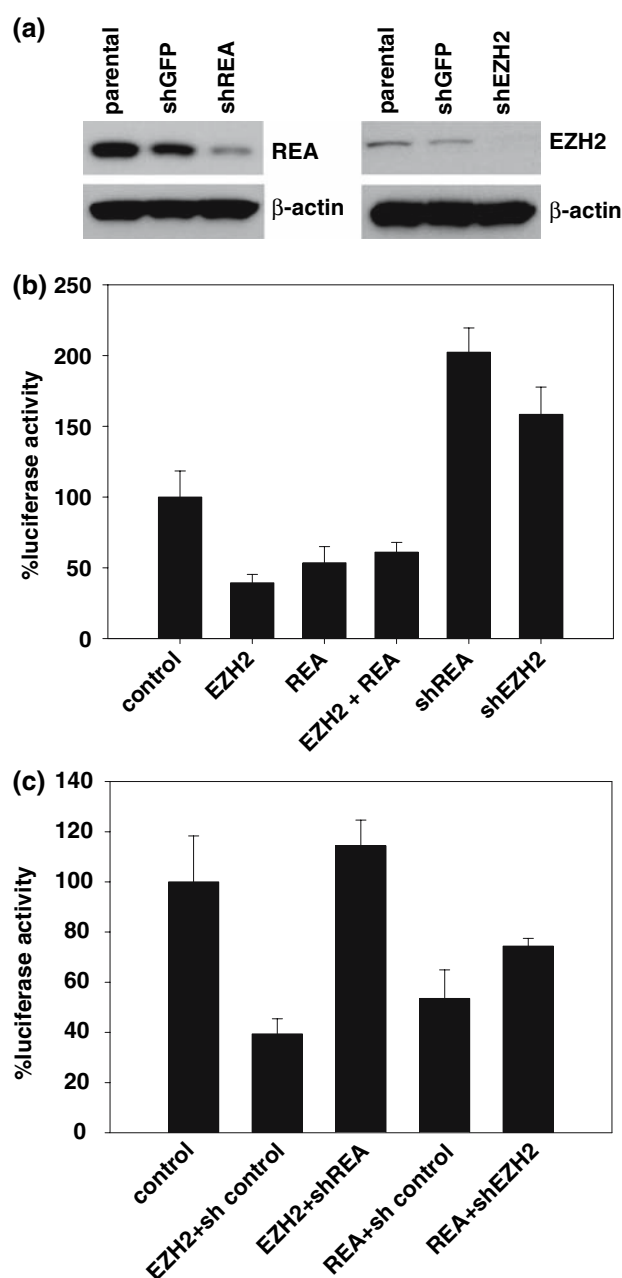 (a)
parental
shGFP
shREA
parental
shGFP
shEZH2
REA
EZH2
β-actin
β-actin
(b)
%luciferase activity
250
200
150
100
50
0
control
EZH2
REA
EZH2 + REA
shREA
shEZH2
(c)
%luciferase activity
140
120
100
80
60
40
20
0
control
EZH2+sh control
EZH2+shREA
REA+sh control
REA+shEZH2